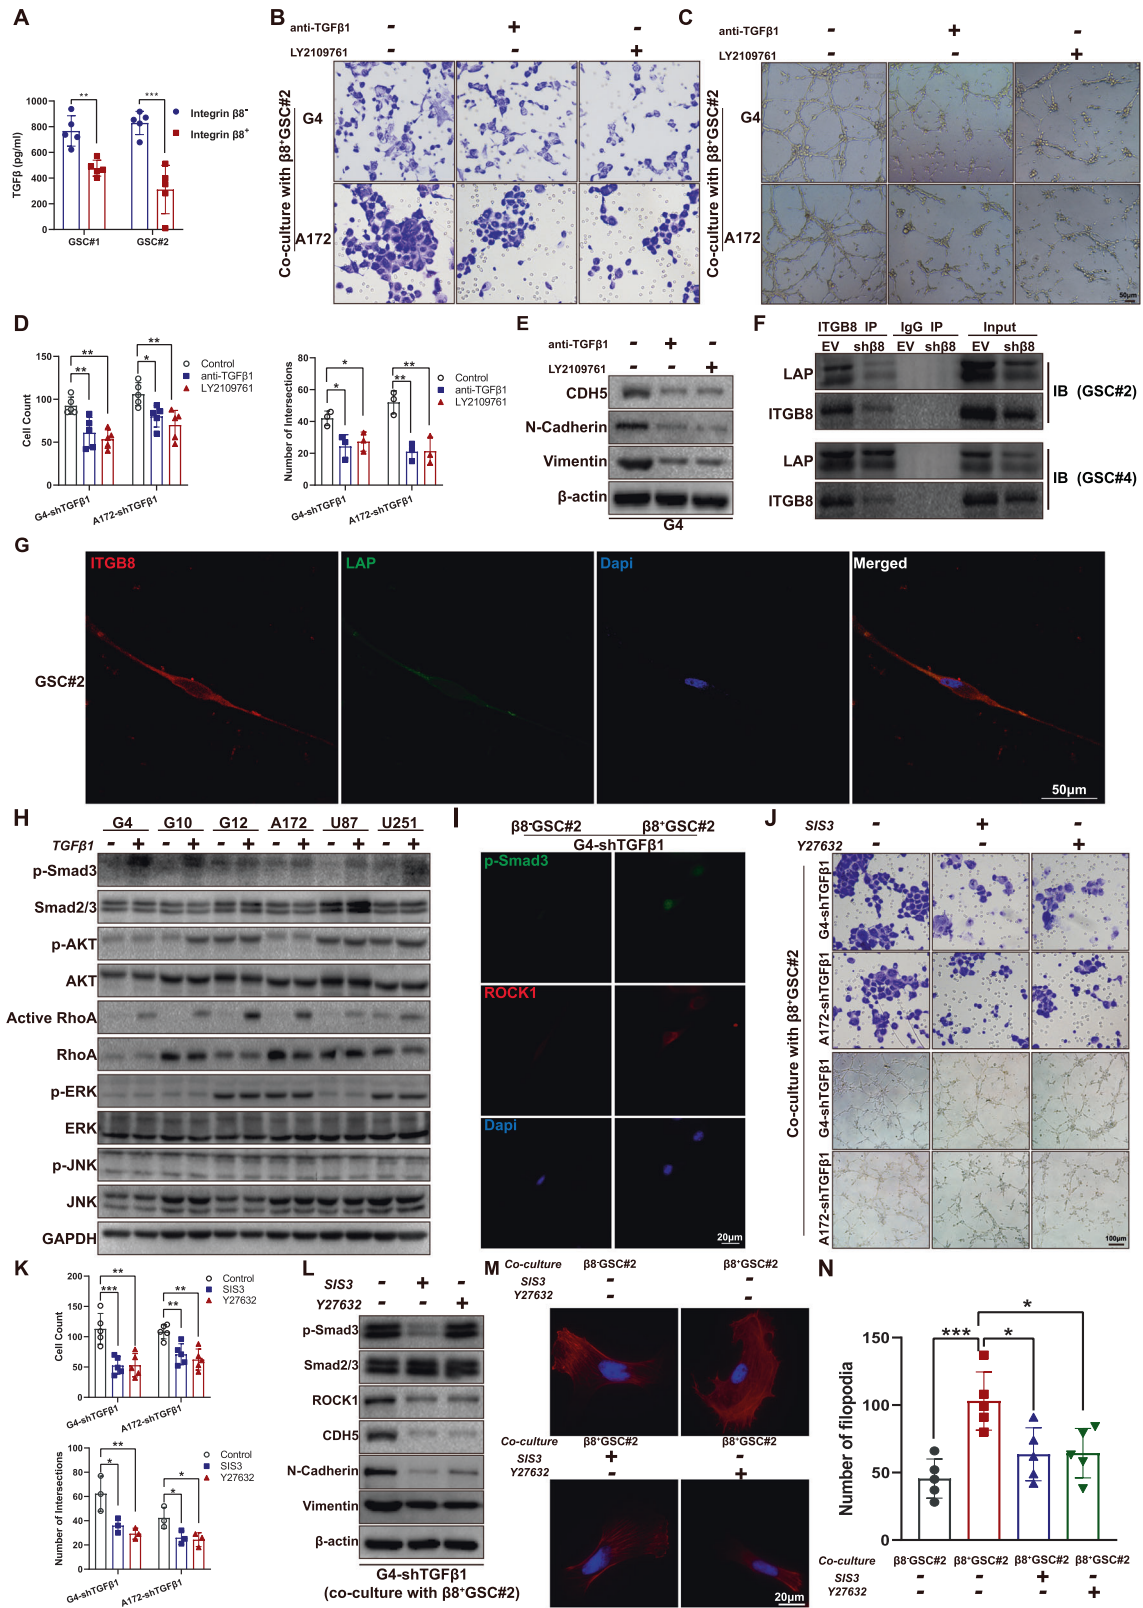 A
1000
800
600
400
200
0
TGFβ (pg/ml)
**
***
Integrin β8⁻
Integrin β8⁺
GSC#1
GSC#2
B
anti-TGFβ1
- + -
LY2109761
- - +
Co-culture with β8⁺GSC#2
G4
A172
C
anti-TGFβ1
- + -
LY2109761
- - +
Co-culture with β8⁺GSC#2
G4
A172
50μm
D
150
100
50
0
Cell Count
**
**
*
**
Control
anti-TGFβ1
LY2109761
G4-shTGFβ1
A172-shTGFβ1
80
60
40
20
0
Number of Intersections
*
*
**
**
Control
anti-TGFβ1
LY2109761
G4-shTGFβ1
A172-shTGFβ1
E
anti-TGFβ1 - + -
LY2109761 - - +
CDH5
N-Cadherin
Vimentin
β-actin
G4
F
ITGB8 IP IgG IP Input
EV shβ8 EV shβ8 EV shβ8
LAP
ITGB8
IB (GSC#2)
LAP
ITGB8
IB (GSC#4)
G
ITGB8
LAP
Dapi
Merged
GSC#2
50μm
H
G4 G10 G12 A172 U87 U251
TGFβ1 - + - + - + - + - + - +
p-Smad3
Smad2/3
p-AKT
AKT
Active RhoA
RhoA
p-ERK
ERK
p-JNK
JNK
GAPDH
I
β8⁻GSC#2 β8⁺GSC#2
G4-shTGFβ1
p-Smad3
ROCK1
Dapi
20μm
J
SIS3 - + -
Y27632 - - +
Co-culture with β8⁺GSC#2
G4-shTGFβ1
A172-shTGFβ1
G4-shTGFβ1
A172-shTGFβ1
100μm
K
200
150
100
50
0
Cell Count
***
**
**
**
Control
SIS3
Y27632
G4-shTGFβ1
A172-shTGFβ1
100
80
60
40
20
0
Number of Intersections
*
**
*
*
Control
SIS3
Y27632
G4-shTGFβ1
A172-shTGFβ1
L
SIS3 - + -
Y27632 - - +
p-Smad3
Smad2/3
ROCK1
CDH5
N-Cadherin
Vimentin
β-actin
G4-shTGFβ1
(co-culture with β8⁺GSC#2)
M
Co-culture β8⁻GSC#2 β8⁺GSC#2
SIS3 - -
Y27632 - -
Co-culture β8⁺GSC#2 β8⁺GSC#2
SIS3 + -
Y27632 - +
20μm
N
150
100
50
0
Number of filopodia
***
*
*
Co-culture β8⁻GSC#2 β8⁺GSC#2 β8⁺GSC#2 β8⁺GSC#2
SIS3 - - + -
Y27632 - - - +